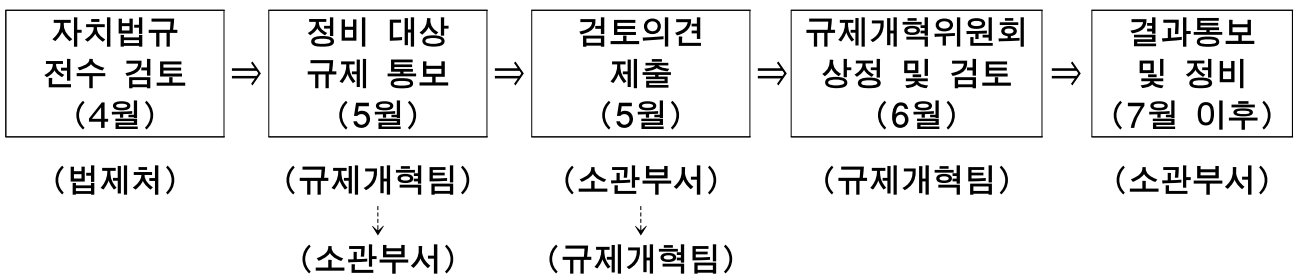 자치법규
전수 검토
(4월)
⇒
정비 대상
규제 통보
(5월)
⇒
검토의견
제출
(5월)
⇒
규제개혁위원회
상정 및 검토
(6월)
⇒
결과통보
및 정비
(7월 이후)
(법제처)
(규제개혁팀)
(소관부서)
(규제개혁팀)
(소관부서)
(소관부서)
(규제개혁팀)